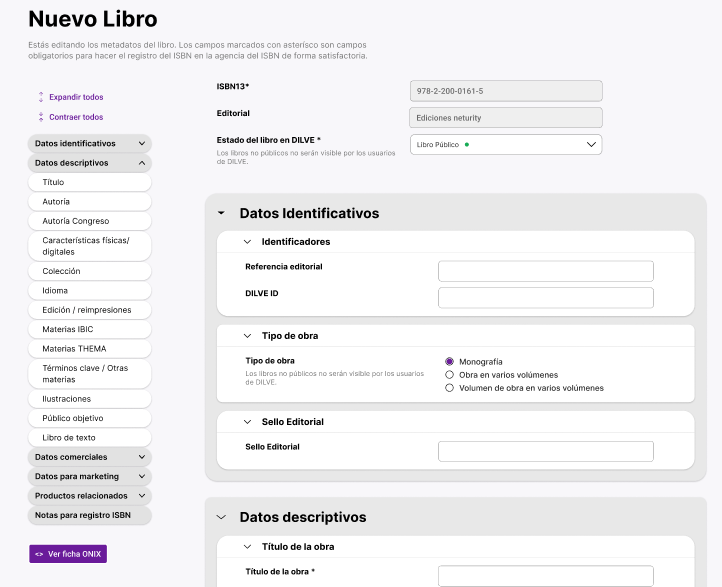 Nuevo Libro
Estás editando los metadatos del libro. Los campos marcados con asterísco son campos
obligatorios para hacer el registro del ISBN en la agencia del ISBN de forma satisfactoria.
Expandir todos
Contraer todos
Datos identificativos
Datos descriptivos
Título
Autoría
Autoría Congreso
Características físicas/
digitales
Colección
Idioma
Edición / reimpresiones
Materias IBIC
Materias THEMA
Términos clave / Otras
materias
Ilustraciones
Público objetivo
Libro de texto
Datos comerciales
Datos para marketing
Productos relacionados
Notas para registro ISBN
<> Ver ficha ONIX
ISBN13*
978-2-200-0161-5
Editorial
Ediciones neturity
Estado del libro en DILVE *
Los libros no públicos no serán visible por los usuarios
de DILVE.
Libro Público
Datos Identificativos
Identificadores
Referencia editorial
DILVE ID
Tipo de obra
Tipo de obra
Los libros no públicos no serán visible por los usuarios
de DILVE.
Monografía
Obra en varios volúmenes
Volumen de obra en varios volúmenes
Sello Editorial
Sello Editorial
Datos descriptivos
Título de la obra
Título de la obra *